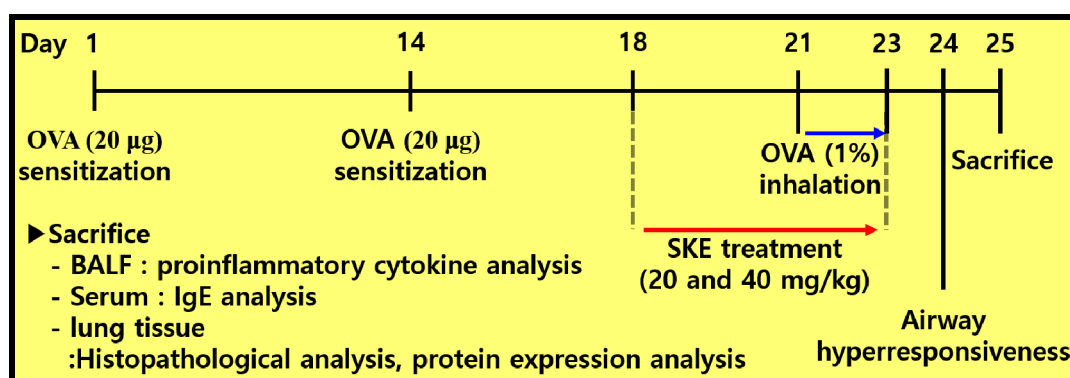 Day 1 14 18 21 23 24 25
OVA (20 μg)
sensitization
OVA (20 μg)
sensitization
OVA (1%)
inhalation
Sacrifice
SKE treatment
(20 and 40 mg/kg)
Airway
hyperresponsiveness
▶Sacrifice
- BALF : proinflammatory cytokine analysis
- Serum : IgE analysis
- lung tissue
:Histopathological analysis, protein expression analysis